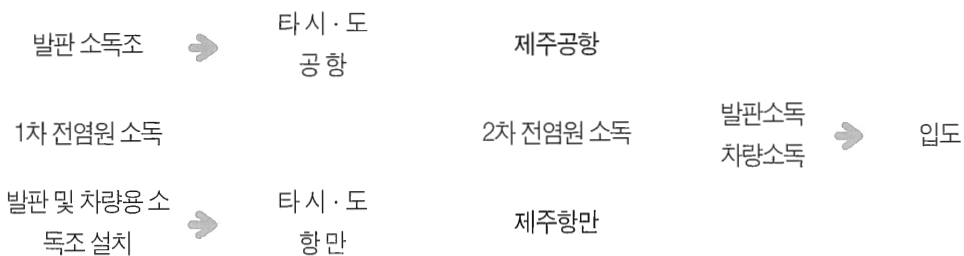 발판 소독조
타 시 · 도
공 항
제주공항
1차 전염원 소독
2차 전염원 소독
발판소독
차량소독
입도
발판 및 차량용 소
독조 설치
타 시 · 도
항 만
제주항만